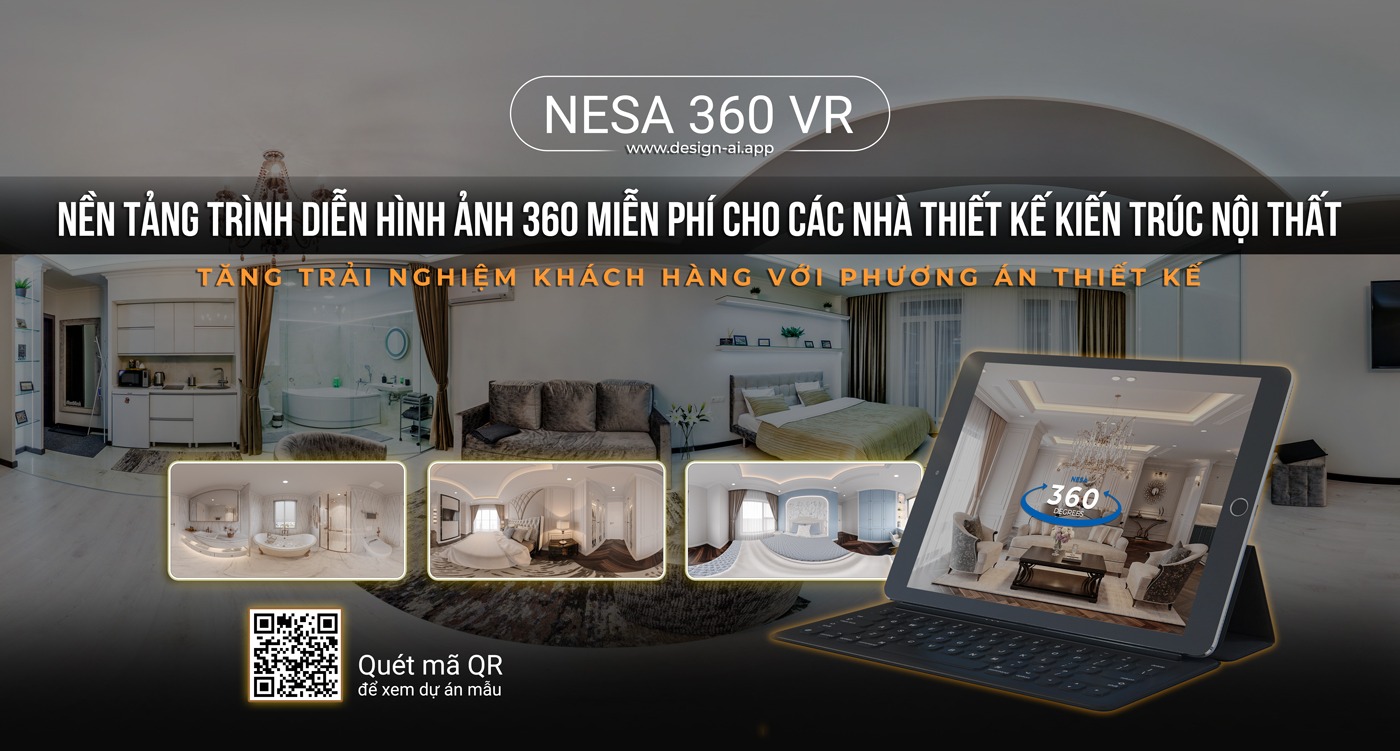 NESA 360 VR
www.design-ai.app
NỀN TẢNG TRÌNH DIỄN HÌNH ẢNH 360 MIỄN PHÍ CHO CÁC NHÀ THIẾT KẾ KIẾN TRÚC NỘI THẤT
TĂNG TRẢI NGHIỆM KHÁCH HÀNG VỚI PHƯƠNG ÁN THIẾT KẾ
NESA
360
DEGREES
Quét mã QR
để xem dự án mẫu